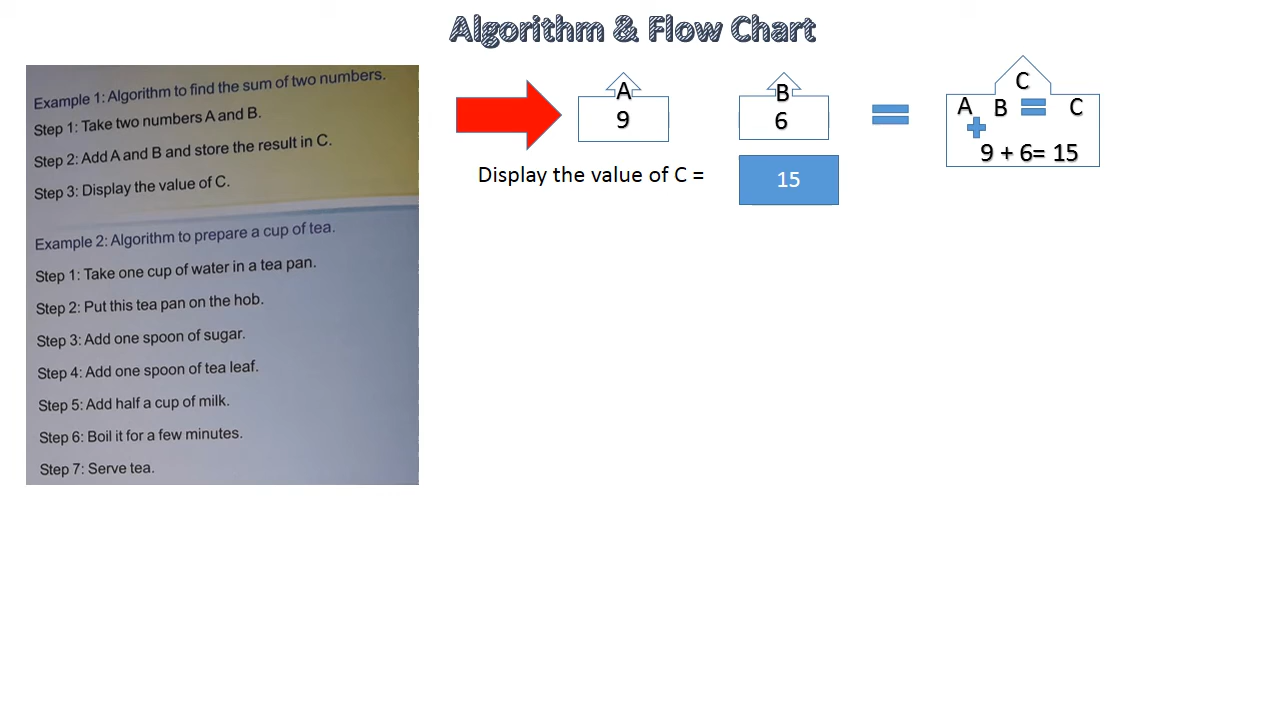 Algorithm & Flow Chart
Example 1: Algorithm to find the sum of two numbers.
Step 1: Take two numbers A and B.
Step 2: Add A and B and store the result in C.
Step 3: Display the value of C.
Example 2: Algorithm to prepare a cup of tea.
Step 1: Take one cup of water in a tea pan.
Step 2: Put this tea pan on the hob.
Step 3: Add one spoon of sugar.
Step 4: Add one spoon of tea leaf.
Step 5: Add half a cup of milk.
Step 6: Boil it for a few minutes.
Step 7: Serve tea.
A
9
B
6
=
C
A + B = C
9 + 6= 15
Display the value of C =
15